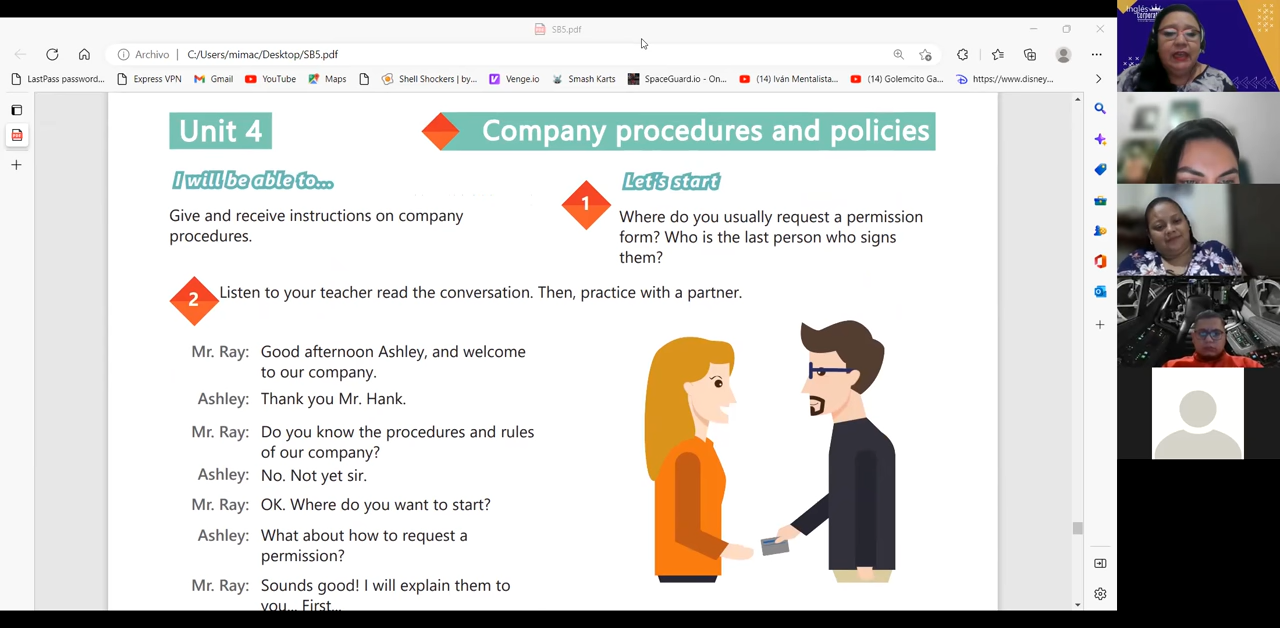 SB5.pdf
Archivo
C:/Users/mimac/Desktop/SB5.pdf
LastPass password...
Express VPN
Gmail
YouTube
Maps
Shell Shockers | by...
Venge.io
Smash Karts
SpaceGuard.io - On...
(14) Iván Mentalista...
(14) Golemcito Ga...
https://www.disney...
Inglés
Corporativo
Unit 4
Company procedures and policies
I will be able to...
Let's start
Give and receive instructions on company
procedures.
1
Where do you usually request a permission
form? Who is the last person who signs
them?
2
Listen to your teacher read the conversation. Then, practice with a partner.
Mr. Ray: Good afternoon Ashley, and welcome
to our company.
Ashley: Thank you Mr. Hank.
Mr. Ray: Do you know the procedures and rules
of our company?
Ashley: No. Not yet sir.
Mr. Ray: OK. Where do you want to start?
Ashley: What about how to request a
permission?
Mr. Ray: Sounds good! I will explain them to
you... First...